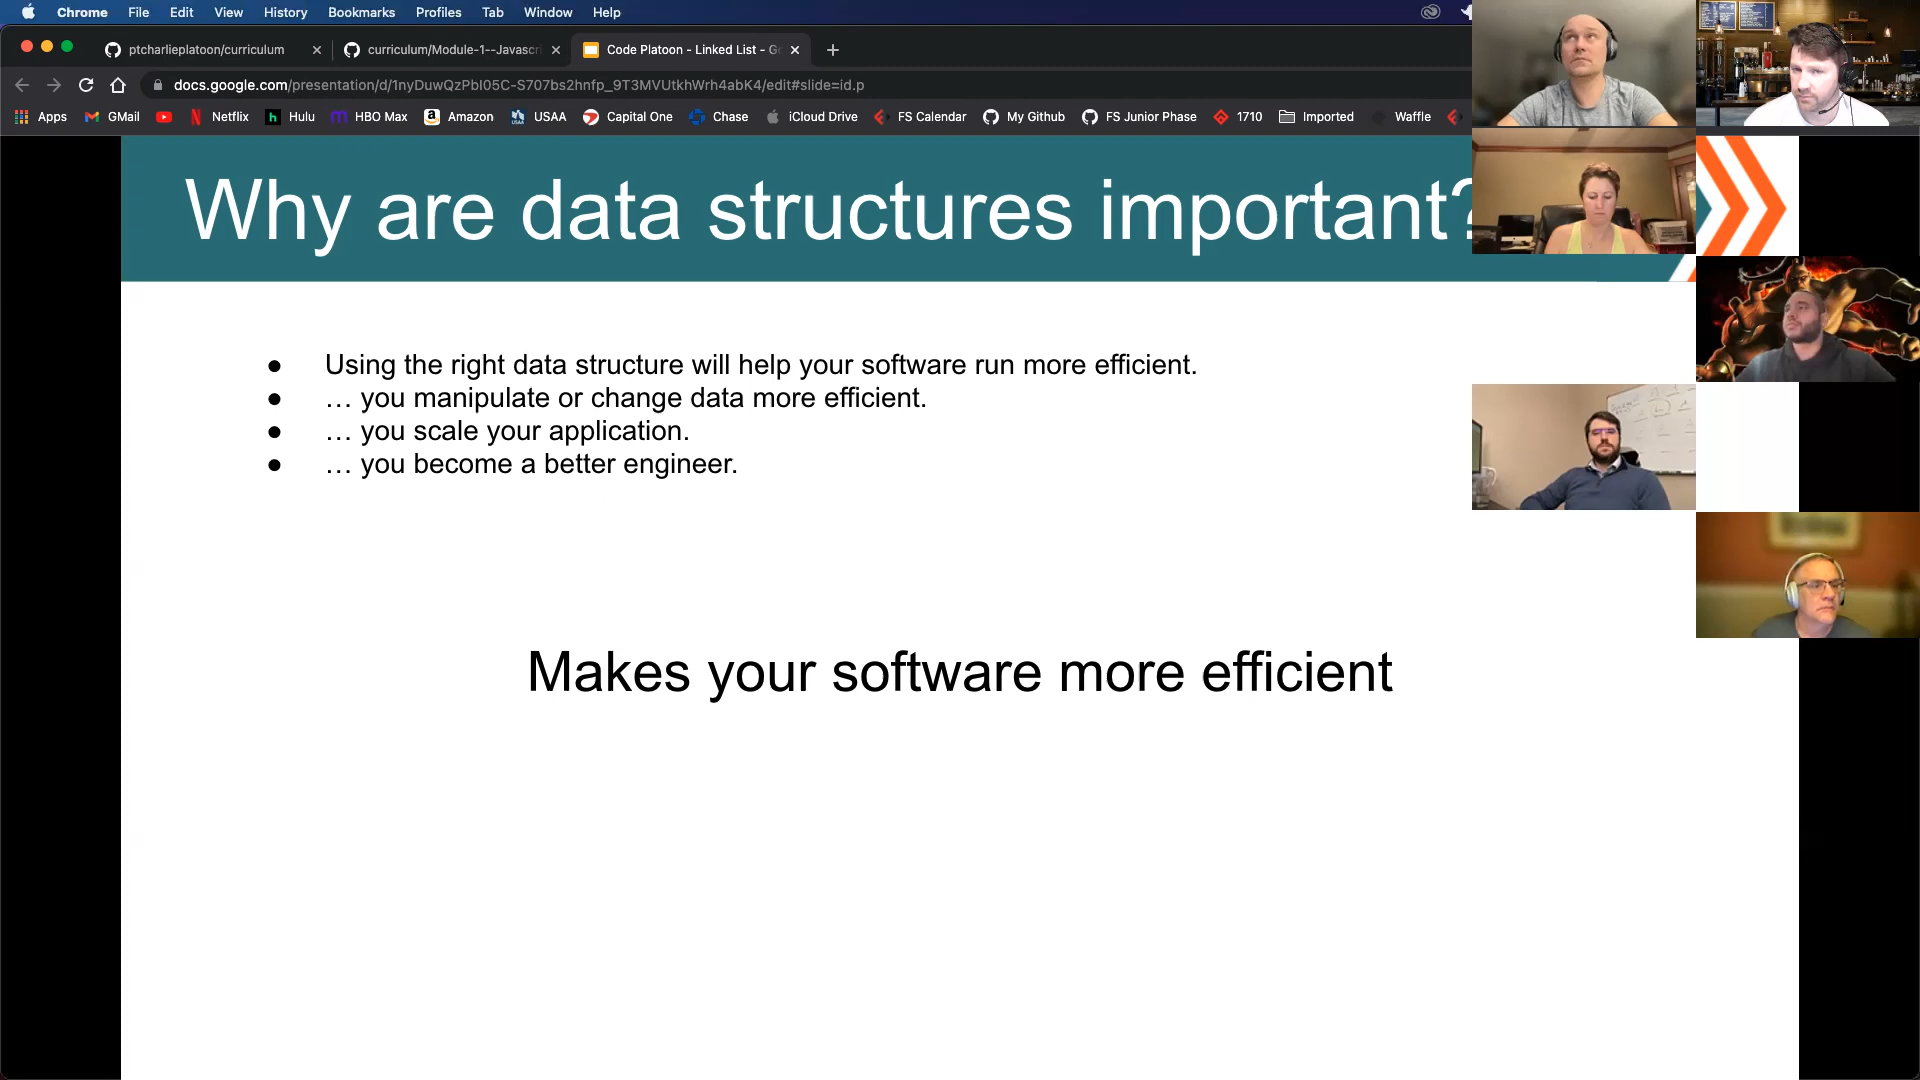 Chrome File Edit View History Bookmarks Profiles Tab Window Help
ptcharlieplatoon/curriculum
curriculum/Module-1--Javascri
Code Platoon - Linked List - Go
docs.google.com/presentation/d/1nyDuwQzPbI05C-S707bs2hnfp_9T3MVUtkhWrh4abK4/edit#slide=id.p
Apps GMail Netflix Hulu HBO Max Amazon USAA Capital One Chase iCloud Drive FS Calendar My Github FS Junior Phase 1710 Imported Waffle
Why are data structures important?
● Using the right data structure will help your software run more efficient.
● … you manipulate or change data more efficient.
● … you scale your application.
● … you become a better engineer.
Makes your software more efficient